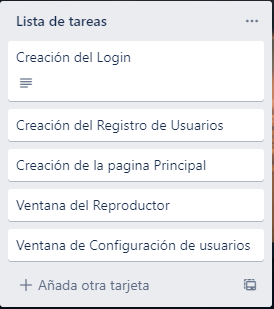 Lista de tareas
Creación del Login
Creación del Registro de Usuarios
Creación de la pagina Principal
Ventana del Reproductor
Ventana de Configuración de usuarios
Añada otra tarjeta